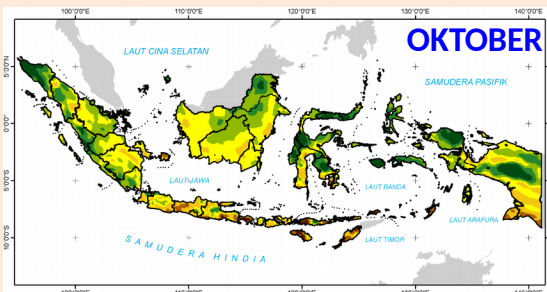 100°0'0"E 110°0'0"E 120°0'0"E 130°0'0"E 140°0'0"E
OKTOBER
LAUT CINA SELATAN
SAMUDERA PASIFIK
5°0'0"N
0°0'0"
LAUT JAWA
LAUT BANDA
5°0'0"S
LAUT ARAFURA
LAUT TIMOR
10°0'0"S
SAMUDERA HINDIA